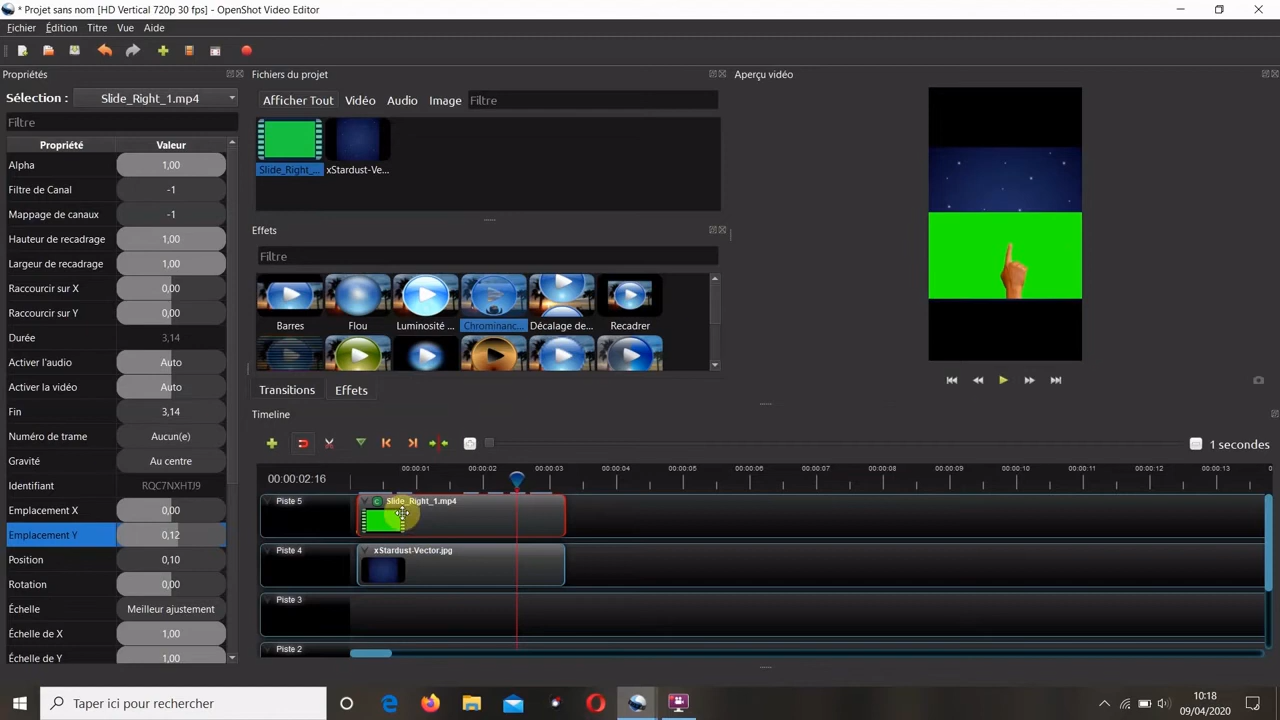 * Projet sans nom [HD Vertical 720p 30 fps] - OpenShot Video Editor
Fichier Édition Titre Vue Aide
Propriétés
Fichiers du projet
Aperçu vidéo
Sélection : Slide_Right_1.mp4
Afficher Tout Vidéo Audio Image Filtre
Filtre
Propriété Valeur
Alpha 1,00
Filtre de Canal -1
Mappage de canaux -1
Hauteur de recadrage 1,00
Largeur de recadrage 1,00
Raccourcir sur X 0,00
Raccourcir sur Y 0,00
Durée 3,14
Activer l'audio Auto
Activer la vidéo Auto
Fin 3,14
Numéro de trame Aucun(e)
Gravité Au centre
Identifiant RQC7NXHTJ9
Emplacement X 0,00
Emplacement Y 0,12
Position 0,10
Rotation 0,00
Échelle Meilleur ajustement
Échelle de X 1,00
Échelle de Y 1,00
Slide_Right_... xStardust-Ve...
Effets
Filtre
Barres Flou Luminosité ... Chrominanc... Décalage de... Recadrer
Transitions Effets
Timeline
1 secondes
00:00:02:16
00:00:01 00:00:02 00:00:03 00:00:04 00:00:05 00:00:06 00:00:07 00:00:08 00:00:09 00:00:10 00:00:11 00:00:12 00:00:13
Piste 5 Slide_Right_1.mp4
Piste 4 xStardust-Vector.jpg
Piste 3
Piste 2
Taper ici pour rechercher
10:18
09/04/2020